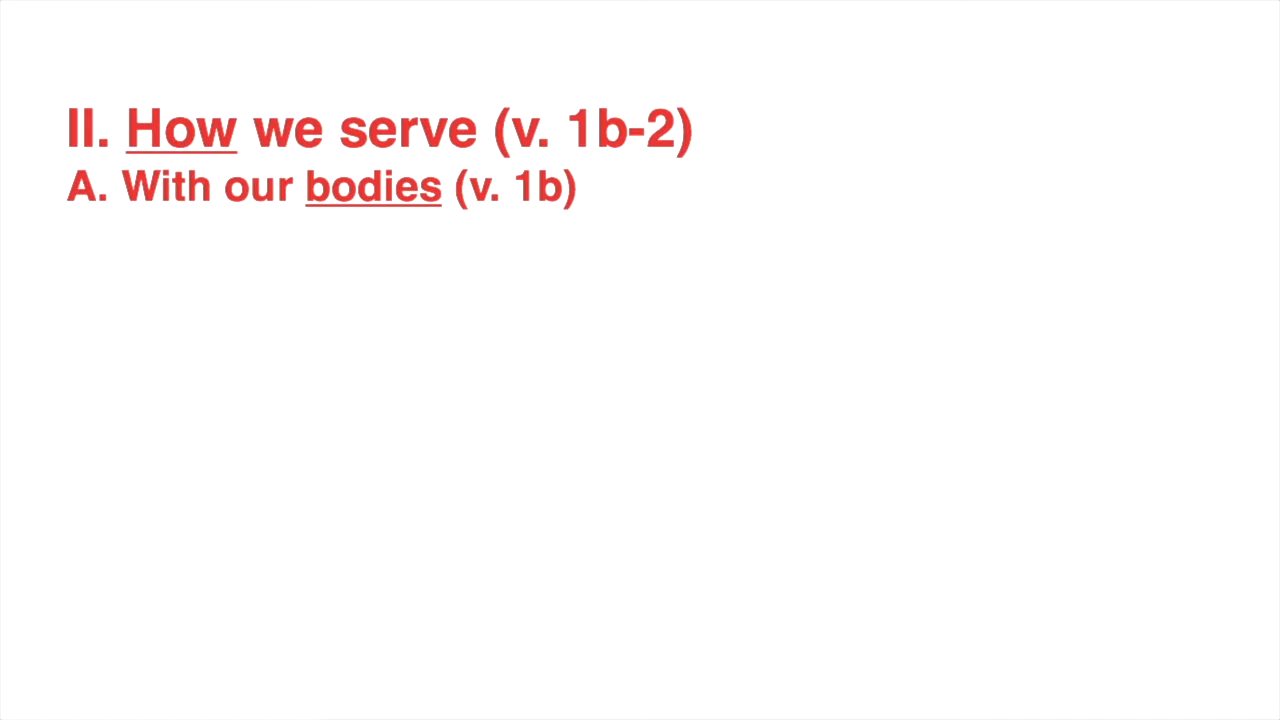 II. How we serve (v. 1b-2)
A. With our bodies (v. 1b)